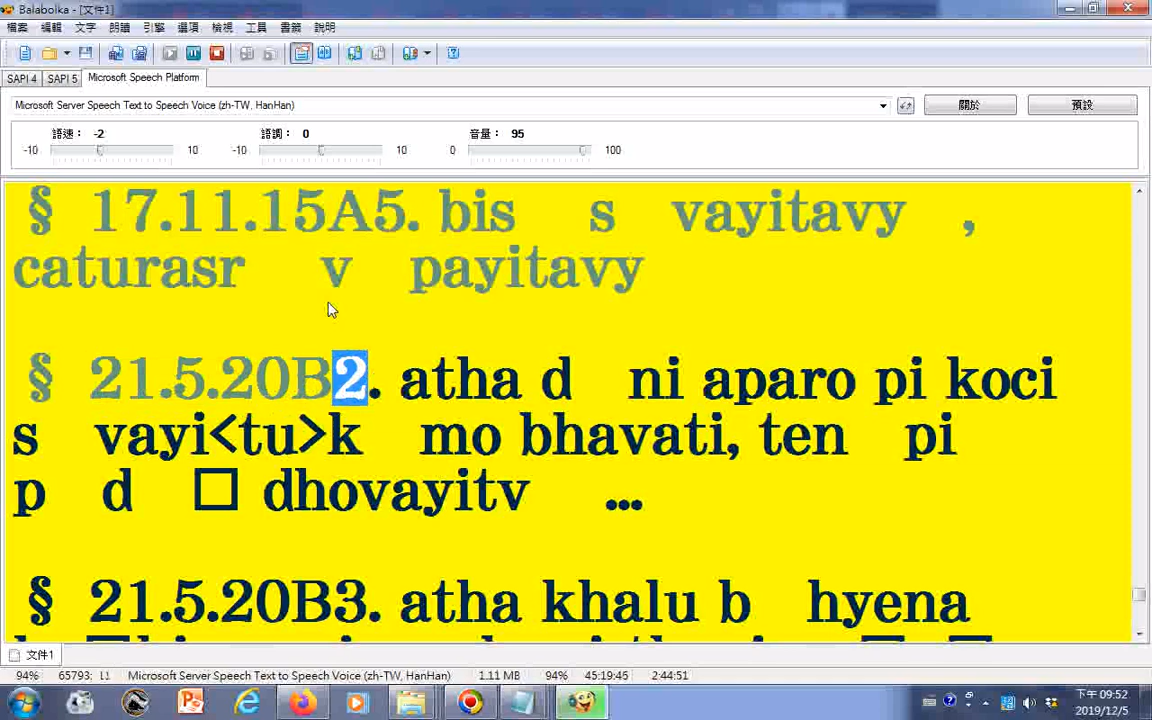 Balabolka - [文件1]
檔案 編輯 文字 朗讀 引擎 選項 檢視 工具 書籤 說明
SAPI 4 SAPI 5 Microsoft Speech Platform
Microsoft Server Speech Text to Speech Voice (zh-TW, HanHan) 關於 預設
語速： -2 語調： 0 音量： 95
-10 10 -10 10 0 100
§ 17.11.15A5. bis s vayitavy ,
caturasr v payitavy
§ 21.5.20B2. atha d ni aparo pi koci
s vayi<tu>k mo bhavati, ten pi
p d □ dhovayitv ...
§ 21.5.20B3. atha khalu b hyena
文件1
94% 65793: 11 Microsoft Server Speech Text to Speech Voice (zh-TW, HanHan) 1.11 MB 94% 45:19:45 2:44:51
下午 09:52
2019/12/5